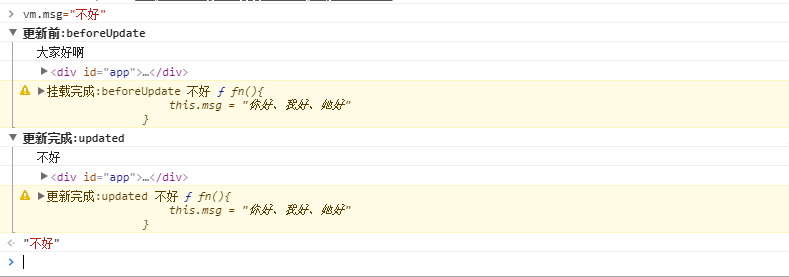 vm.msg="不好"
更新前:beforeUpdate
大家好啊
<div id="app">…</div>
挂载完成:beforeUpdate 不好 ƒ fn(){
this.msg = "你好、我好、她好"
}
更新完成:updated
不好
<div id="app">…</div>
更新完成:updated 不好 ƒ fn(){
this.msg = "你好、我好、她好"
}
"不好"